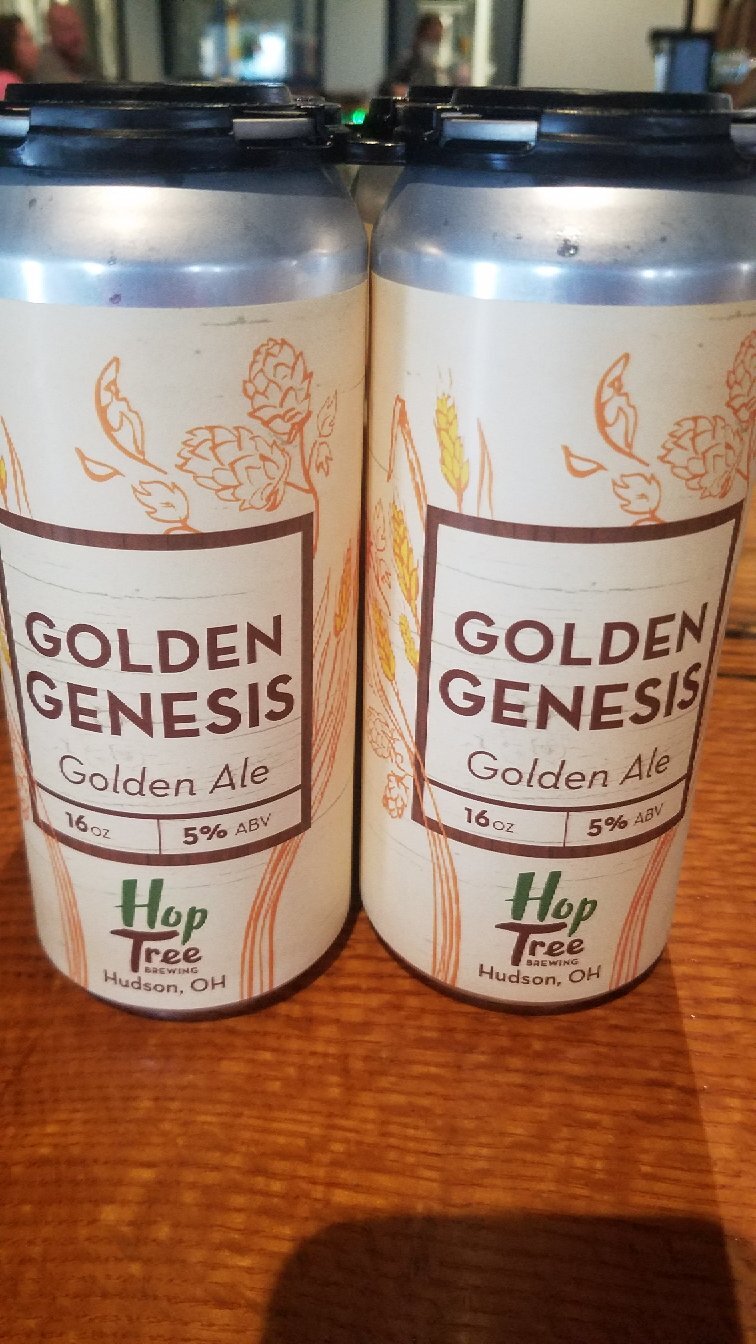 GOLDEN
GENESIS
Golden Ale
16oz 5% ABV
Hop
Tree
BREWING
Hudson, OH
GOLDEN
GENESIS
Golden Ale
16oz 5% ABV
Hop
Tree
BREWING
Hudson, OH